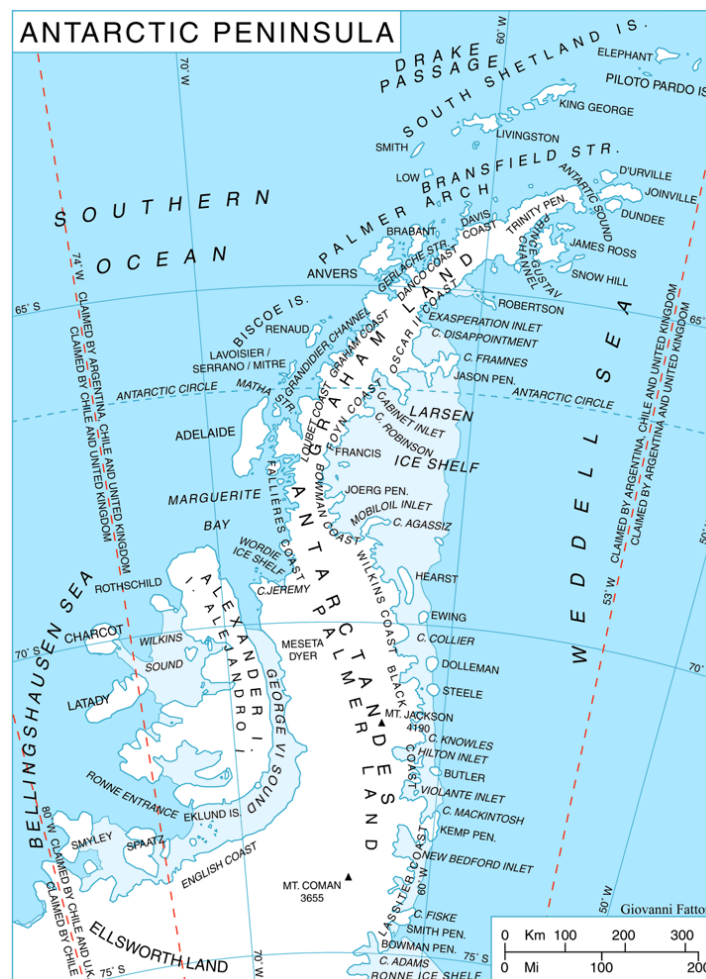 ANTARCTIC PENINSULA
60° W
70° W
DRAKE
PASSAGE
SOUTH SHETLAND IS.
ELEPHANT
PILOTO PARDO IS
KING GEORGE
LIVINGSTON
SMITH
LOW
BRANSFIELD STR.
D'URVILLE
JOINVILLE
ANTARTIC SOUND
DUNDEE
TRINITY PEN.
PALMER ARCH
DAVIS
COAST
BRABANT
PRINCE GUSTAV
CHANNEL
JAMES ROSS
SNOW HILL
SOUTHERN
OCEAN
ANVERS
GERLACHE STR.
DANCO COAST
ROBERTSON
74° W
CLAIMED BY ARGENTINA, CHILE AND UNITED KINGDOM
CLAIMED BY CHILE AND UNITED KINGDOM
65° S
65°
BISCOE IS.
RENAUD
GRANDIDIER CHANNEL
GRAHAM COAST
OSCAR II COAST
EXASPERATION INLET
C. DISAPPOINTMENT
C. FRAMNES
JASON PEN.
LAVOISIER /
SERRANO / MITRE
MATHA STR.
ANTARCTIC CIRCLE
ANTARCTIC CIRCLE
GRAHAM LAND
LOUBET COAST
FOYN COAST
CABINET INLET
C. ROBINSON
LARSEN
ICE SHELF
ADELAIDE
FRANCIS
BOWMAN COAST
FALLIÈRES COAST
JOERG PEN.
MOBILOIL INLET
C. AGASSIZ
MARGUERITE
BAY
WEDDELL SEA
CLAIMED BY ARGENTINA, CHILE AND UNITED KINGDOM
CLAIMED BY ARGENTINA AND UNITED KINGDOM
53° W
50°
WORDIE
ICE SHELF
C.JEREMY
WILKINS COAST
HEARST
ROTHSCHILD
ALEXANDER I.
I. ALEJANDRO I.
EWING
C. COLLIER
CHARCOT
WILKINS
SOUND
70° S
70°
MESETA
DYER
DOLLEMAN
STEELE
BLACK
COAST
BELLINGSHAUSEN SEA
LATADY
GEORGE VI SOUND
ANTARCTANDES
PALMER LAND
MT. JACKSON
4190
C. KNOWLES
HILTON INLET
BUTLER
VIOLANTE INLET
C. MACKINTOSH
KEMP PEN.
NEW BEDFORD INLET
RONNE ENTRANCE
EKLUND IS.
SMYLEY
SPAATZ
ENGLISH COAST
MT. COMAN
3655
LASSITER COAST
60° W
50° W
80° W
CLAIMED BY CHILE AND U.K.
CLAIMED BY CHILE
ELLSWORTH LAND
70° W
75° S
75° S
C. FISKE
SMITH PEN.
BOWMAN PEN.
C. ADAMS
RONNE ICE SHELF
Giovanni Fattor
0 Km 100 200 300
0 Mi 100 200